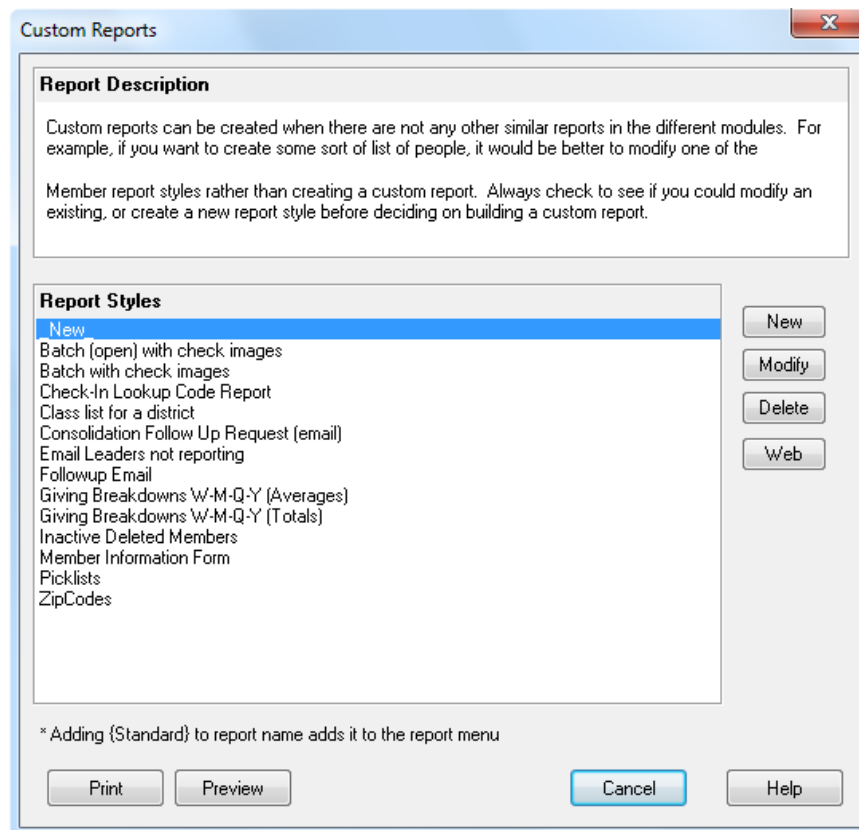 Custom Reports
Report Description
Custom reports can be created when there are not any other similar reports in the different modules. For
example, if you want to create some sort of list of people, it would be better to modify one of the
Member report styles rather than creating a custom report. Always check to see if you could modify an
existing, or create a new report style before deciding on building a custom report.
Report Styles
_New_
Batch (open) with check images
Batch with check images
Check-In Lookup Code Report
Class list for a district
Consolidation Follow Up Request (email)
Email Leaders not reporting
Followup Email
Giving Breakdowns W-M-Q-Y (Averages)
Giving Breakdowns W-M-Q-Y (Totals)
Inactive Deleted Members
Member Information Form
Picklists
ZipCodes
New
Modify
Delete
Web
* Adding {Standard} to report name adds it to the report menu
Print
Preview
Cancel
Help